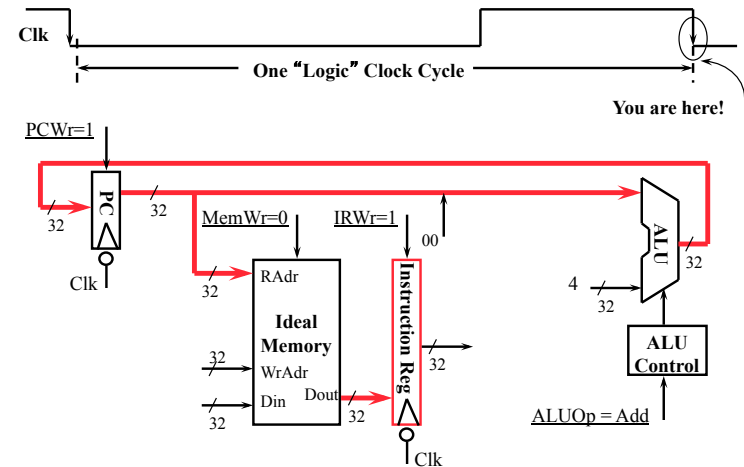 Clk
One “Logic” Clock Cycle
You are here!
PCWr=1
PC
32
32
MemWr=0
IRWr=1
00
ALU
32
Clk
32
RAdr
Ideal
Memory
WrAdr
32
Din
32
Dout
32
Instruction Reg
32
Clk
4
32
ALU
Control
ALUOp = Add